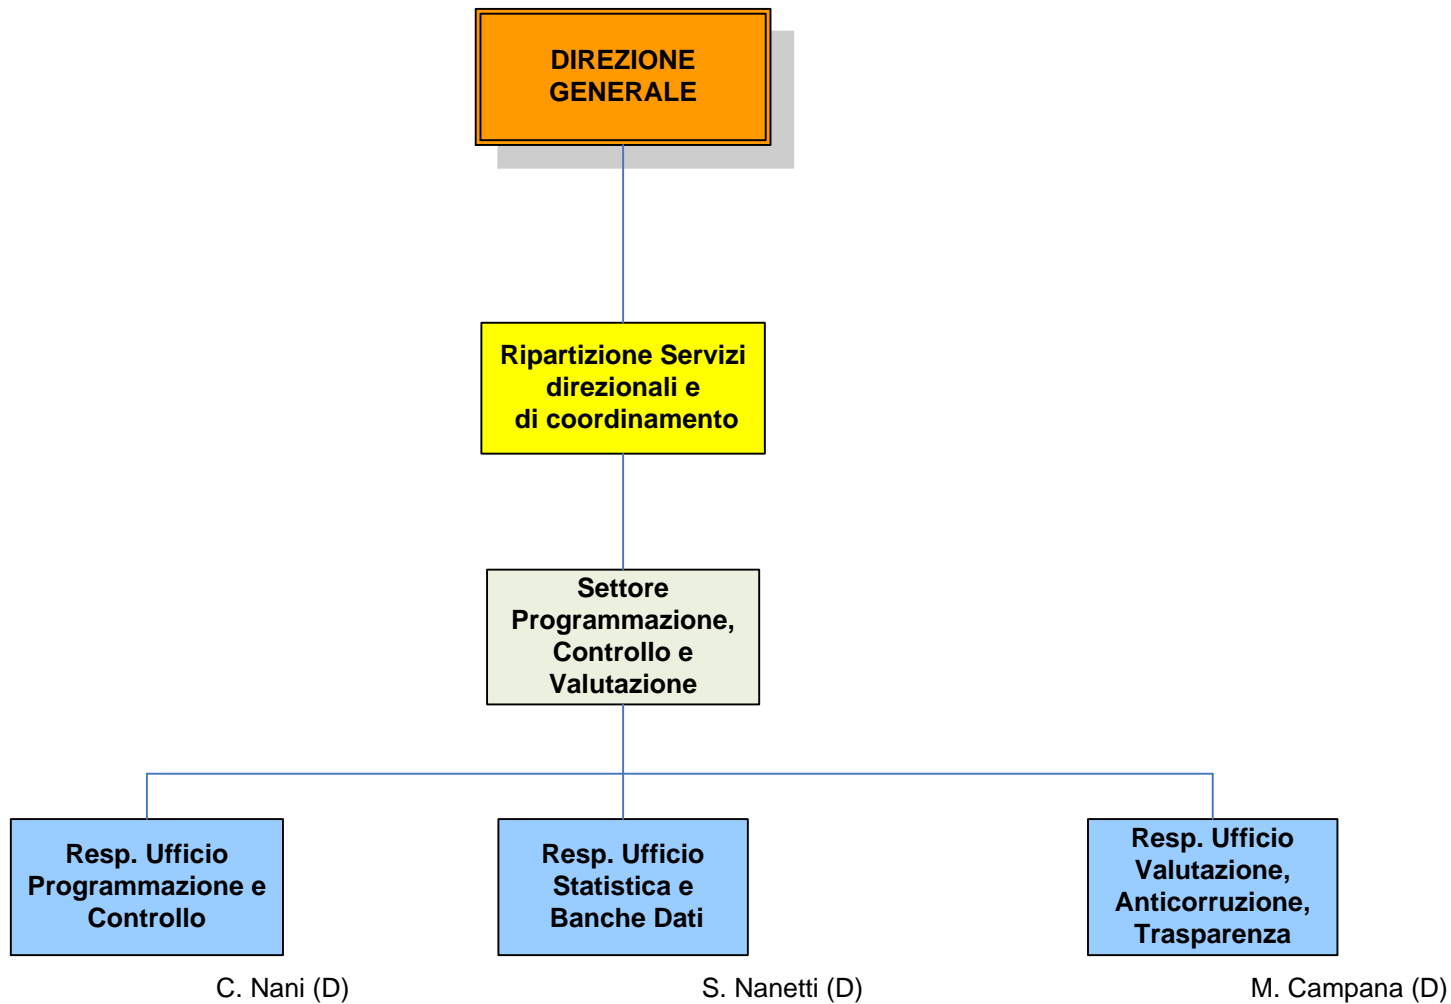 DIREZIONE
GENERALE
Ripartizione Servizi
direzionali e
di coordinamento
Settore
Programmazione,
Controllo e
Valutazione
Resp. Ufficio
Programmazione e
Controllo
Resp. Ufficio
Statistica e
Banche Dati
Resp. Ufficio
Valutazione,
Anticorruzione,
Trasparenza
C. Nani (D)
S. Nanetti (D)
M. Campana (D)